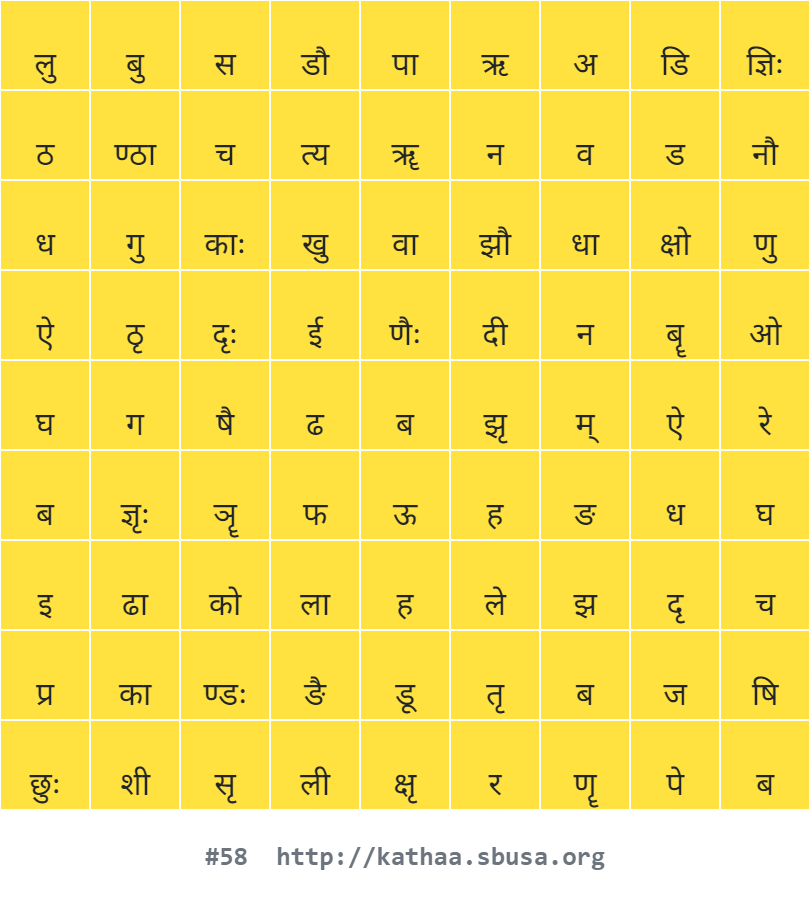 लु बु स डौ पा ऋ अ डि ज्ञिः
ठ ण्ठा च त्य ॠ न व ड नौ
ध गु काः खु वा झौ धा क्षो णु
ऐ ठृ दृः ई णैः दी न बॄ ओ
घ ग षै ढ ब झृ म् ऐ रे
ब ज्ञृः ञॄ फ ऊ ह ङ ध घ
इ ढा को ला ह ले झ दृ च
प्र का ण्डः ङै डू तृ ब ज षि
छुः शी सृ ली क्षृ र णॄ पे ब
#58 http://kathaa.sbusa.org